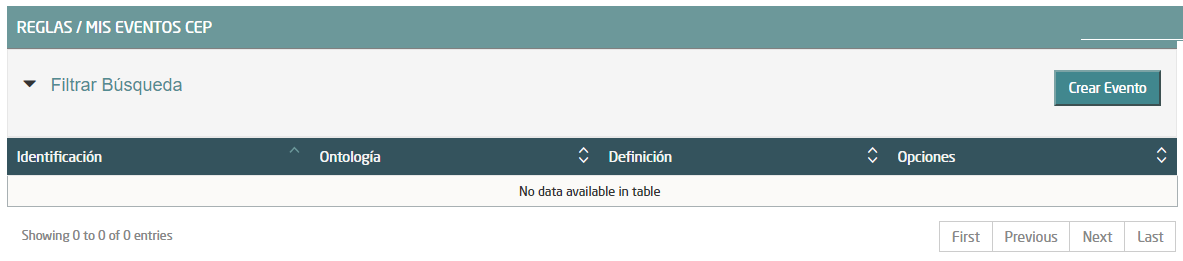 REGLAS / MIS EVENTOS CEP
Filtrar Búsqueda
Crear Evento
Identificación Ontología Definición Opciones
No data available in table
Showing 0 to 0 of 0 entries
First Previous Next Last